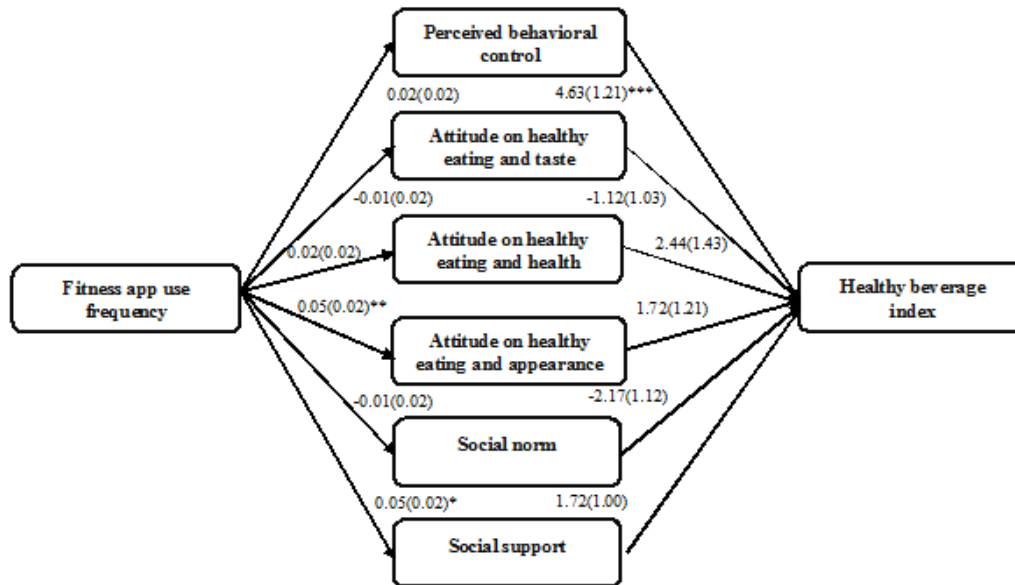 Perceived behavioral
control
0.02(0.02)
4.63(1.21)***
Attitude on healthy
eating and taste
-0.01(0.02)
-1.12(1.03)
Attitude on healthy
eating and health
0.02(0.02)
2.44(1.43)
Fitness app use
frequency
Healthy beverage
index
0.05(0.02)**
1.72(1.21)
Attitude on healthy
eating and appearance
-0.01(0.02)
-2.17(1.12)
Social norm
0.05(0.02)*
1.72(1.00)
Social support